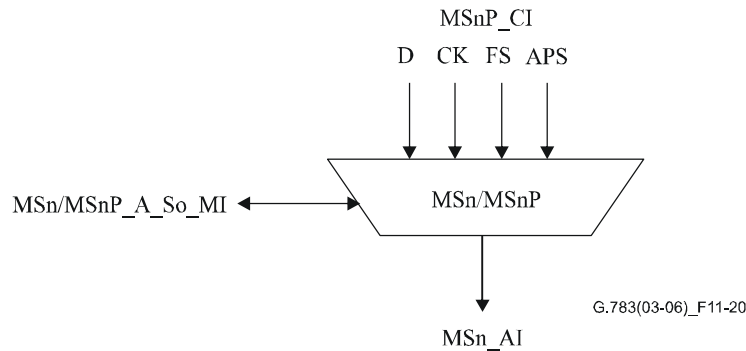 MSnP_CI
D CK FS APS
MSn/MSnP_A_So_MI
MSn/MSnP
G.783(03-06)_F11-20
MSn_AI